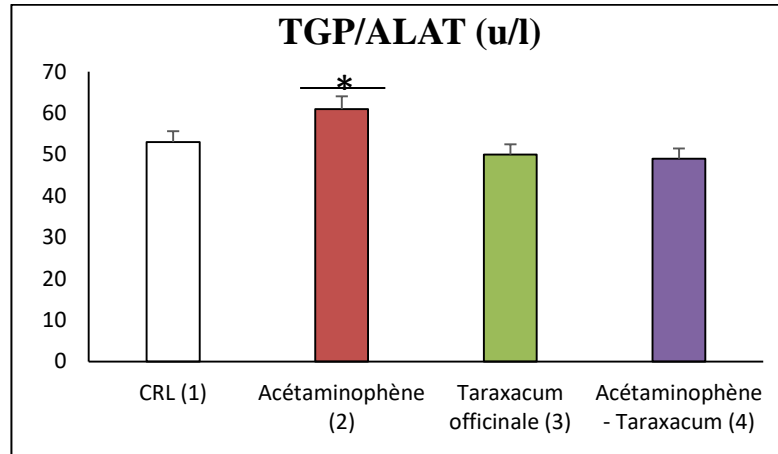 TGP/ALAT (u/l)
70
60
50
40
30
20
10
0
*
CRL (1)
Acétaminophène
(2)
Taraxacum
officinale (3)
Acétaminophène
- Taraxacum (4)